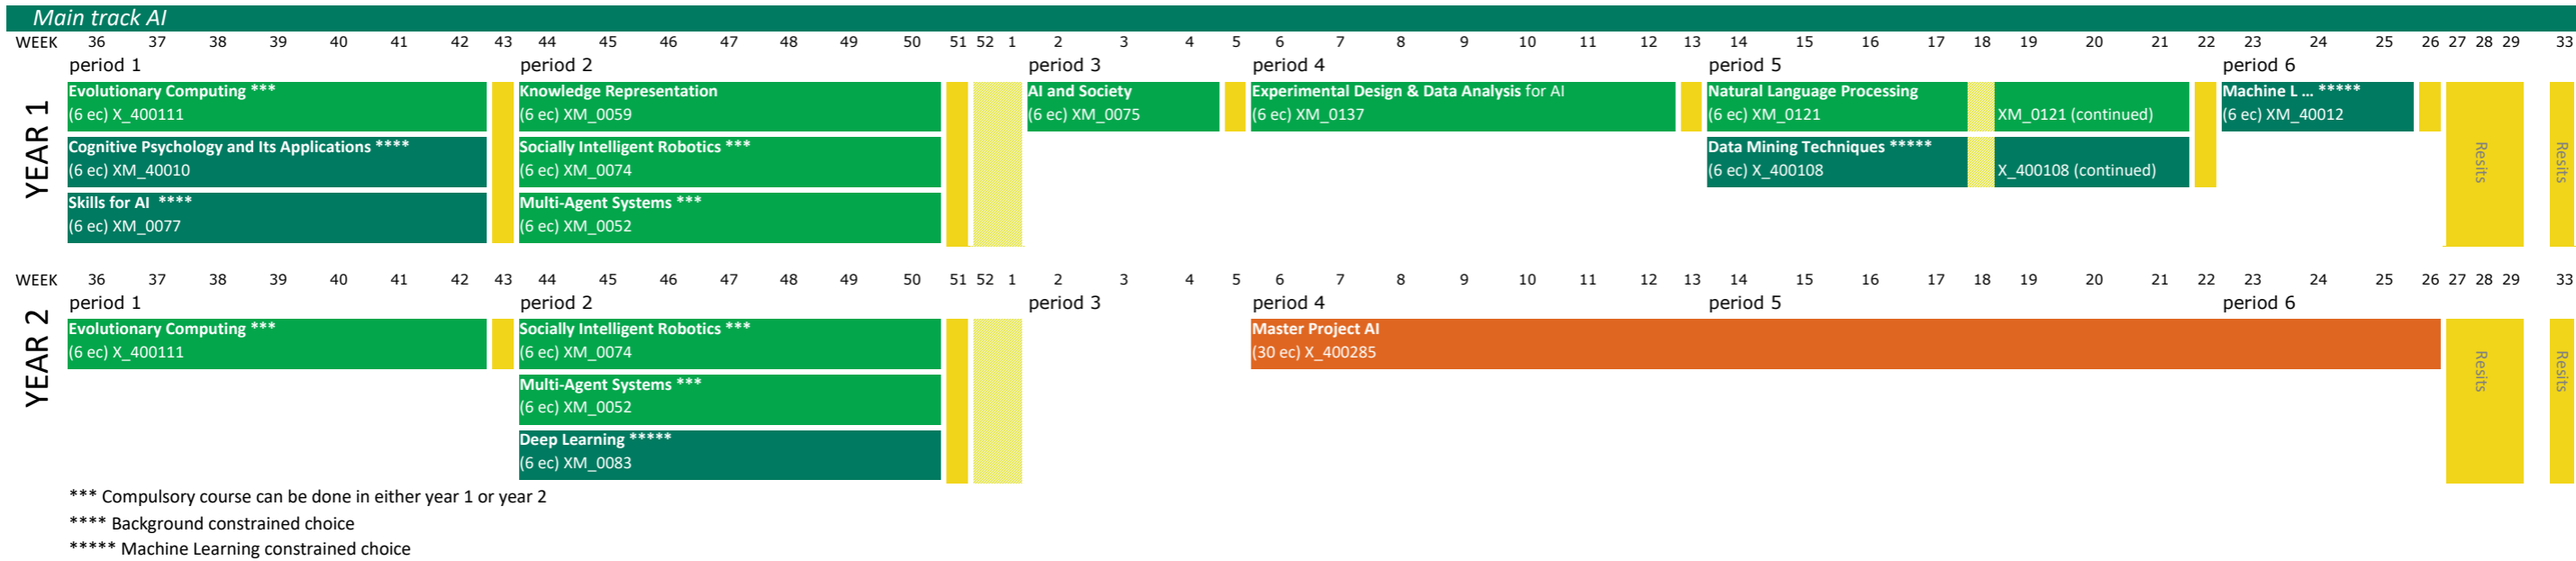 Main track AI
WEEK 36 37 38 39 40 41 42 43 44 45 46 47 48 49 50 51 52 1 2 3 4 5 6 7 8 9 10 11 12 13 14 15 16 17 18 19 20 21 22 23 24 25 26 27 28 29 33
period 1 period 2 period 3 period 4 period 5 period 6
YEAR 1
Evolutionary Computing *** Knowledge Representation AI and Society Experimental Design & Data Analysis for AI Natural Language Processing Machine L ... *****
(6 ec) X_400111 (6 ec) XM_0059 (6 ec) XM_0075 (6 ec) XM_0137 (6 ec) XM_0121 XM_0121 (continued) (6 ec) XM_40012
Cognitive Psychology and Its Applications **** Socially Intelligent Robotics *** Data Mining Techniques *****
(6 ec) XM_40010 (6 ec) XM_0074 (6 ec) X_400108 X_400108 (continued)
Resits Resits
Skills for AI **** Multi-Agent Systems ***
(6 ec) XM_0077 (6 ec) XM_0052
WEEK 36 37 38 39 40 41 42 43 44 45 46 47 48 49 50 51 52 1 2 3 4 5 6 7 8 9 10 11 12 13 14 15 16 17 18 19 20 21 22 23 24 25 26 27 28 29 33
period 1 period 2 period 3 period 4 period 5 period 6
YEAR 2
Evolutionary Computing *** Socially Intelligent Robotics *** Master Project AI
(6 ec) X_400111 (6 ec) XM_0074 (30 ec) X_400285
Resits Resits
Multi-Agent Systems ***
(6 ec) XM_0052
Deep Learning *****
(6 ec) XM_0083
*** Compulsory course can be done in either year 1 or year 2
**** Background constrained choice
***** Machine Learning constrained choice